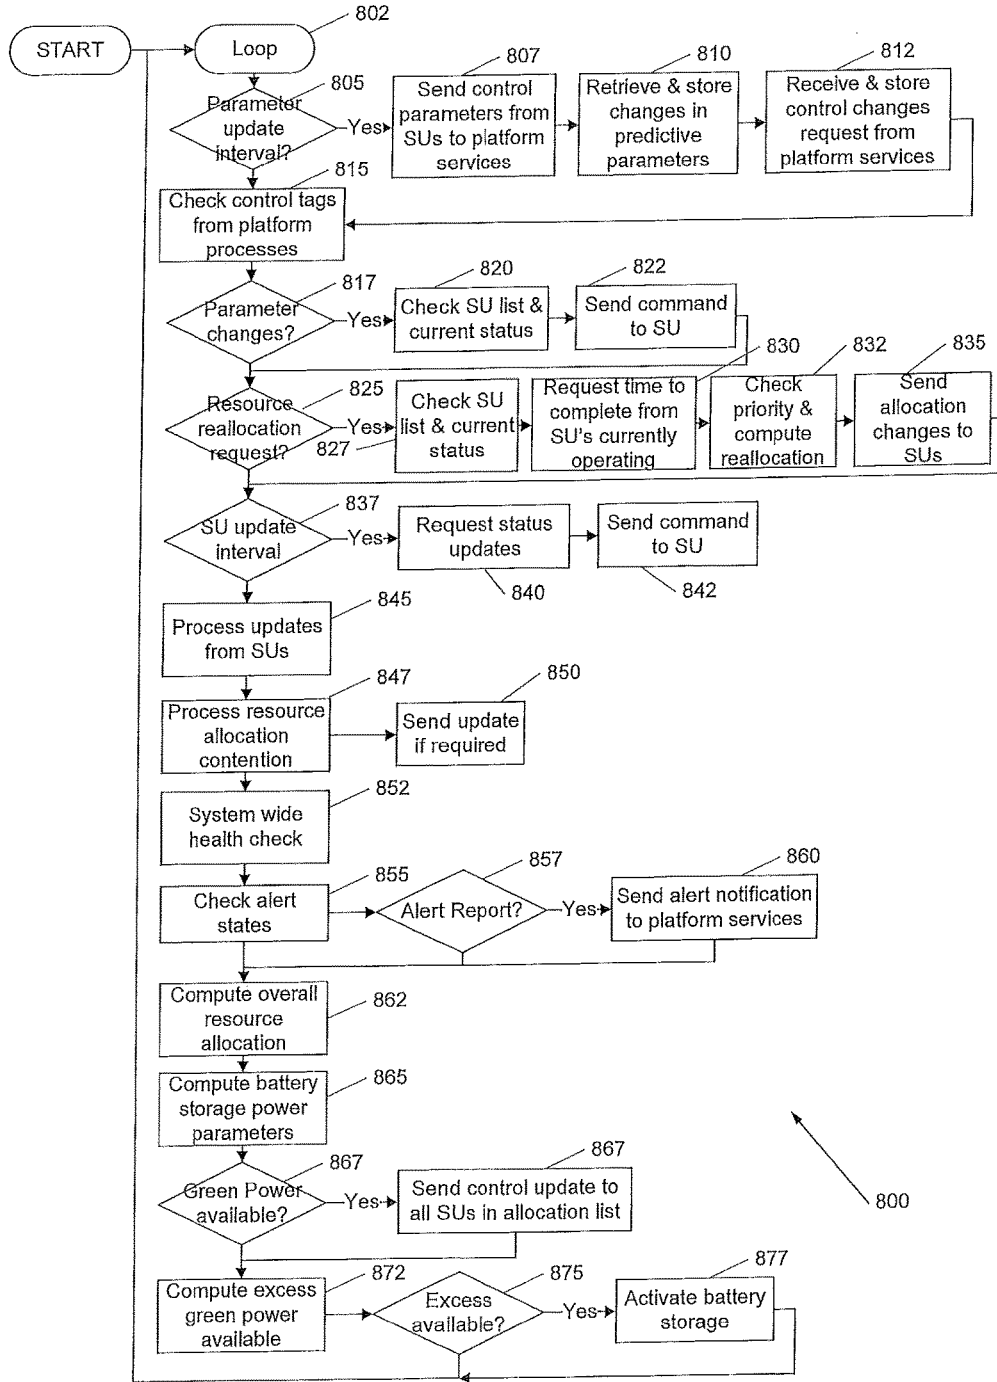 802
START
Loop
805
Parameter
update
interval?
Yes
807
Send control
parameters from
SUs to platform
services
810
Retrieve & store
changes in
predictive
parameters
812
Receive & store
control changes
request from
platform services
815
Check control tags
from platform
processes
817
Parameter
changes?
Yes
820
Check SU list &
current status
822
Send command
to SU
825
Resource
reallocation
request?
Yes
827
Check SU
list & current
status
830
Request time to
complete from
SU's currently
operating
832
Check
priority &
compute
reallocation
835
Send
allocation
changes to
SUs
837
SU update
interval
Yes
Request status
updates
840
Send command
to SU
842
845
Process updates
from SUs
847
Process resource
allocation
contention
850
Send update
if required
852
System wide
health check
855
Check alert
states
857
Alert Report?
Yes
860
Send alert notification
to platform services
862
Compute overall
resource
allocation
865
Compute battery
storage power
parameters
867
Green Power
available?
Yes
867
Send control update to
all SUs in allocation list
800
872
Compute excess
green power
available
875
Excess
available?
Yes
877
Activate battery
storage